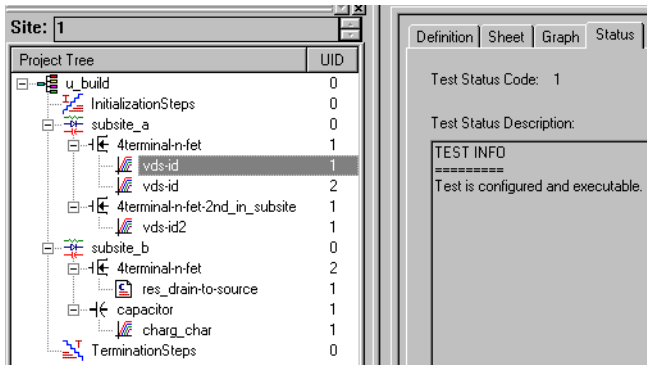 Site: 1
Project Tree UID
u_build 0
InitializationSteps 0
subsite_a 0
4terminal-n-fet 1
vds-id 1
vds-id 2
4terminal-n-fet-2nd_in_subsite 1
vds-id2 1
subsite_b 0
4terminal-n-fet 2
res_drain-to-source 1
capacitor 1
charg_char 1
TerminationSteps 0
Definition Sheet Graph Status
Test Status Code: 1
Test Status Description:
TEST INFO
=========
Test is configured and executable.